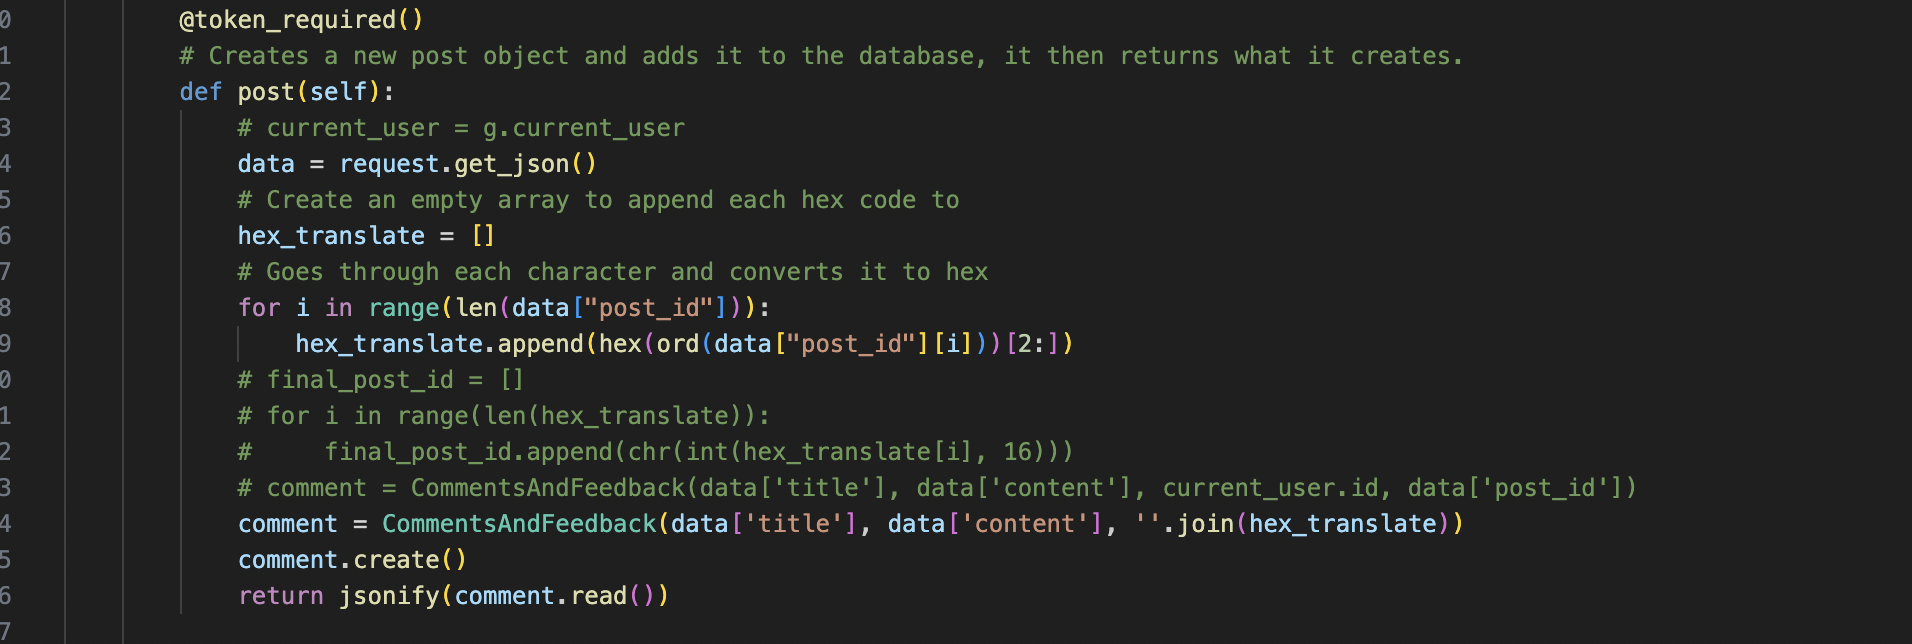 0 @token_required()
1 # Creates a new post object and adds it to the database, it then returns what it creates.
2 def post(self):
3 # current_user = g.current_user
4 data = request.get_json()
5 # Create an empty array to append each hex code to
6 hex_translate = []
7 # Goes through each character and converts it to hex
8 for i in range(len(data["post_id"])):
9 hex_translate.append(hex(ord(data["post_id"][i]))[2:])
0 # final_post_id = []
1 # for i in range(len(hex_translate)):
2 #     final_post_id.append(chr(int(hex_translate[i], 16)))
3 # comment = CommentsAndFeedback(data['title'], data['content'], current_user.id, data['post_id'])
4 comment = CommentsAndFeedback(data['title'], data['content'], ''.join(hex_translate))
5 comment.create()
6 return jsonify(comment.read())
7